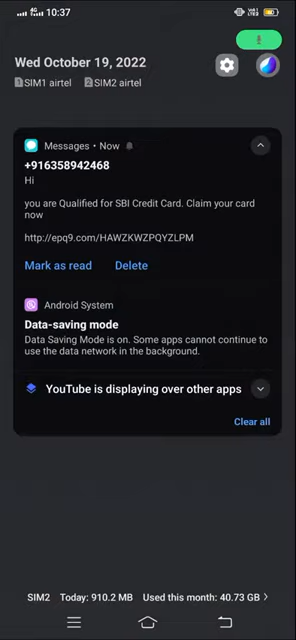 4G 10:37
Wed October 19, 2022
1 SIM1 airtel 2 SIM2 airtel
Messages • Now
+916358942468
Hi
you are Qualified for SBI Credit Card. Claim your card
now
http://epq9.com/HAWZKWZPQYZLPM
Mark as read Delete
Android System
Data-saving mode
Data Saving Mode is on. Some apps cannot continue to
use the data network in the background.
YouTube is displaying over other apps
Clear all
SIM2 Today: 910.2 MB Used this month: 40.73 GB >